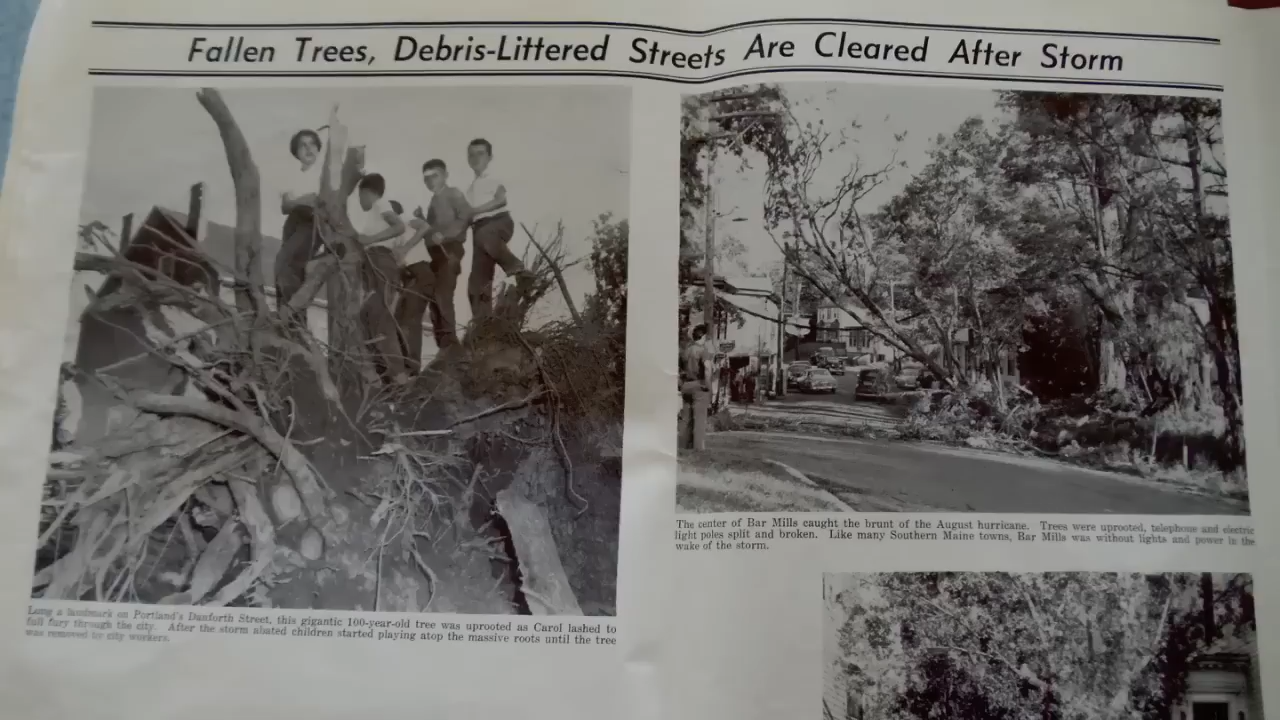 Fallen Trees, Debris-Littered Streets Are Cleared After Storm
Long a landmark on Portland's Danforth Street, this gigantic 100-year-old tree was uprooted as Carol lashed to
full fury through the city. After the storm abated children started playing atop the massive roots until the tree
was removed by city workers.
The center of Bar Mills caught the brunt of the August hurricane. Trees were uprooted, telephone and electric
light poles split and broken. Like many Southern Maine towns, Bar Mills was without lights and power in the
wake of the storm.